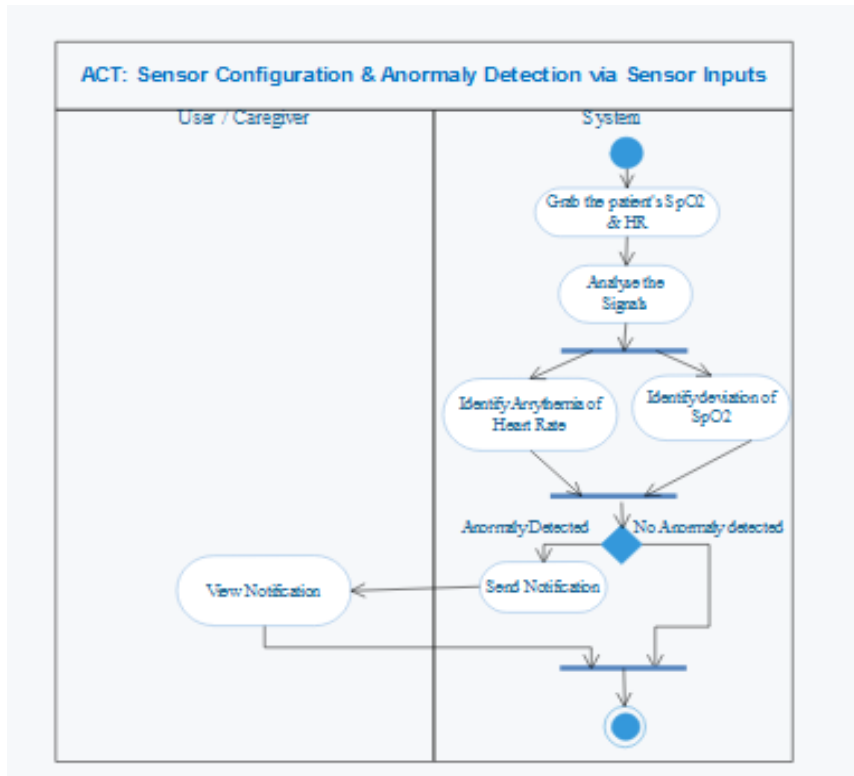 ACT: Sensor Configuration & Anormaly Detection via Sensor Inputs
User / Caregiver
System
Grab the patient's SpO2
& HR
Analyse the
Signals
Identify Arrythemia of
Heart Rate
Identify deviation of
SpO2
Anormaly Detected
No Anormaly detected
View Notification
Send Notification